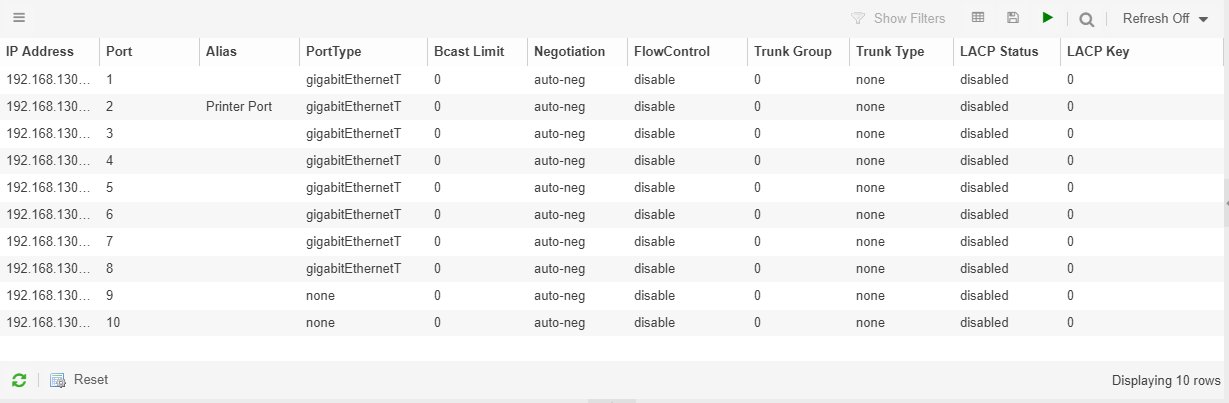 Show Filters Refresh Off
IP Address Port Alias PortType Bcast Limit Negotiation FlowControl Trunk Group Trunk Type LACP Status LACP Key
192.168.130... 1 gigabitEthernetT 0 auto-neg disable 0 none disabled 0
192.168.130... 2 Printer Port gigabitEthernetT 0 auto-neg disable 0 none disabled 0
192.168.130... 3 gigabitEthernetT 0 auto-neg disable 0 none disabled 0
192.168.130... 4 gigabitEthernetT 0 auto-neg disable 0 none disabled 0
192.168.130... 5 gigabitEthernetT 0 auto-neg disable 0 none disabled 0
192.168.130... 6 gigabitEthernetT 0 auto-neg disable 0 none disabled 0
192.168.130... 7 gigabitEthernetT 0 auto-neg disable 0 none disabled 0
192.168.130... 8 gigabitEthernetT 0 auto-neg disable 0 none disabled 0
192.168.130... 9 none 0 auto-neg disable 0 none disabled 0
192.168.130... 10 none 0 auto-neg disable 0 none disabled 0
Reset Displaying 10 rows